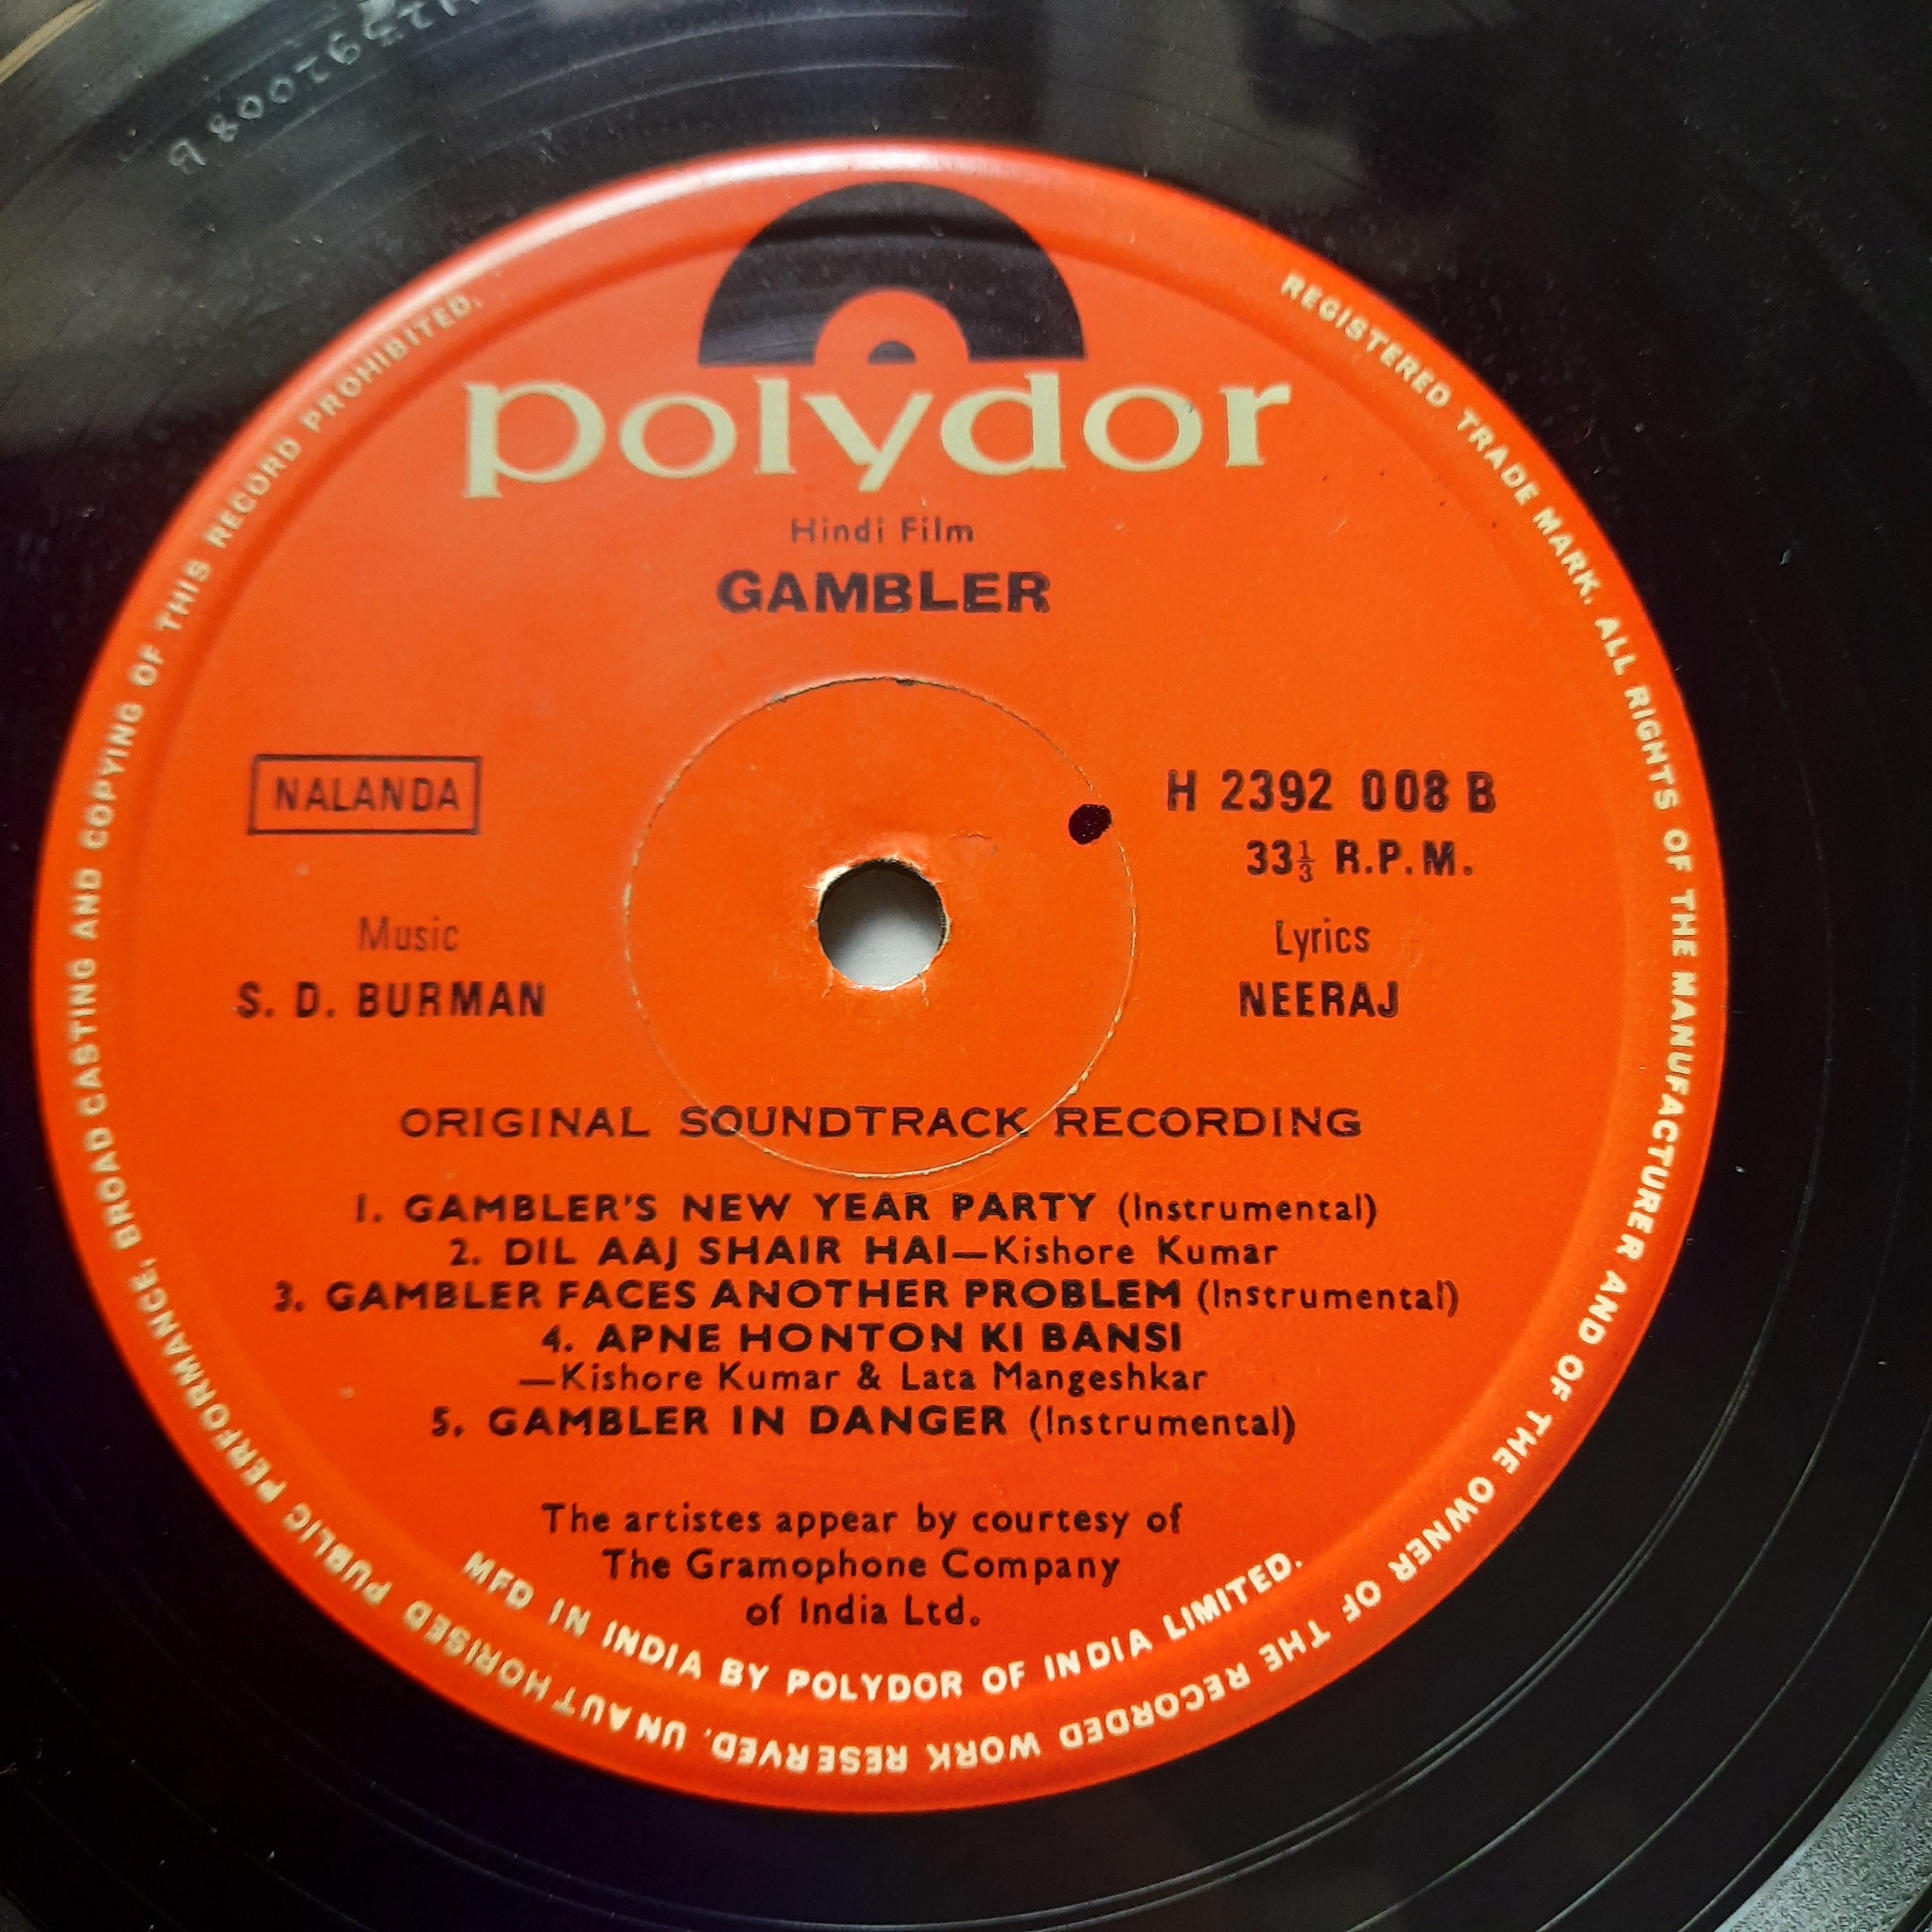 polydor
Hindi Film
GAMBLER
NALANDA
H 2392 008 B
33⅓ R.P.M.
Music
S. D. BURMAN
Lyrics
NEERAJ
ORIGINAL SOUNDTRACK RECORDING
1. GAMBLER'S NEW YEAR PARTY (Instrumental)
2. DIL AAJ SHAIR HAI—Kishore Kumar
3. GAMBLER FACES ANOTHER PROBLEM (Instrumental)
4. APNE HONTON KI BANSI
—Kishore Kumar & Lata Mangeshkar
5. GAMBLER IN DANGER (Instrumental)
The artistes appear by courtesy of
The Gramophone Company
of India Ltd.
MFD IN INDIA BY POLYDOR OF INDIA LIMITED.
REGISTERED TRADE MARK. ALL RIGHTS OF THE MANUFACTURER AND OF THE OWNER OF THE RECORDED WORK RESERVED. UNAUTHORISED PUBLIC PERFORMANCE, BROAD CASTING AND COPYING OF THIS RECORD PROHIBITED.